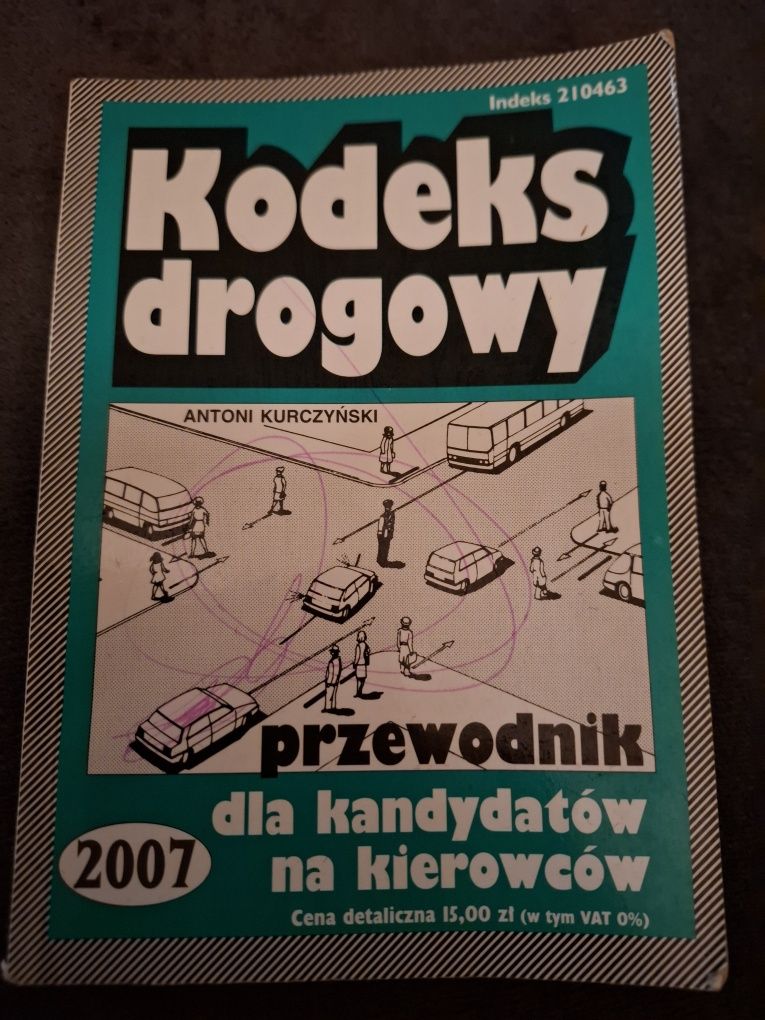 Indeks 210463
Kodeks
drogowy
ANTONI KURCZYŃSKI
przewodnik
dla kandydatów
na kierowców
2007
Cena detaliczna 15,00 zł (w tym VAT 0%)